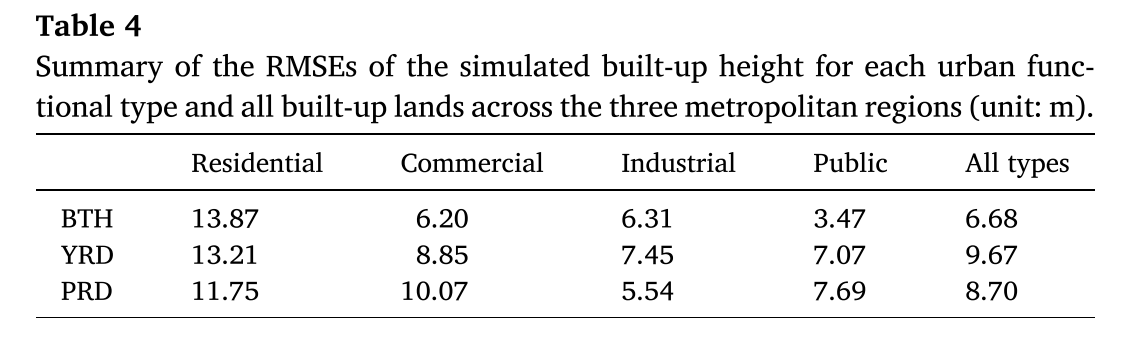 Table 4
Summary of the RMSEs of the simulated built-up height for each urban func-
tional type and all built-up lands across the three metropolitan regions (unit: m).
Residential Commercial Industrial Public All types
BTH 13.87 6.20 6.31 3.47 6.68
YRD 13.21 8.85 7.45 7.07 9.67
PRD 11.75 10.07 5.54 7.69 8.70